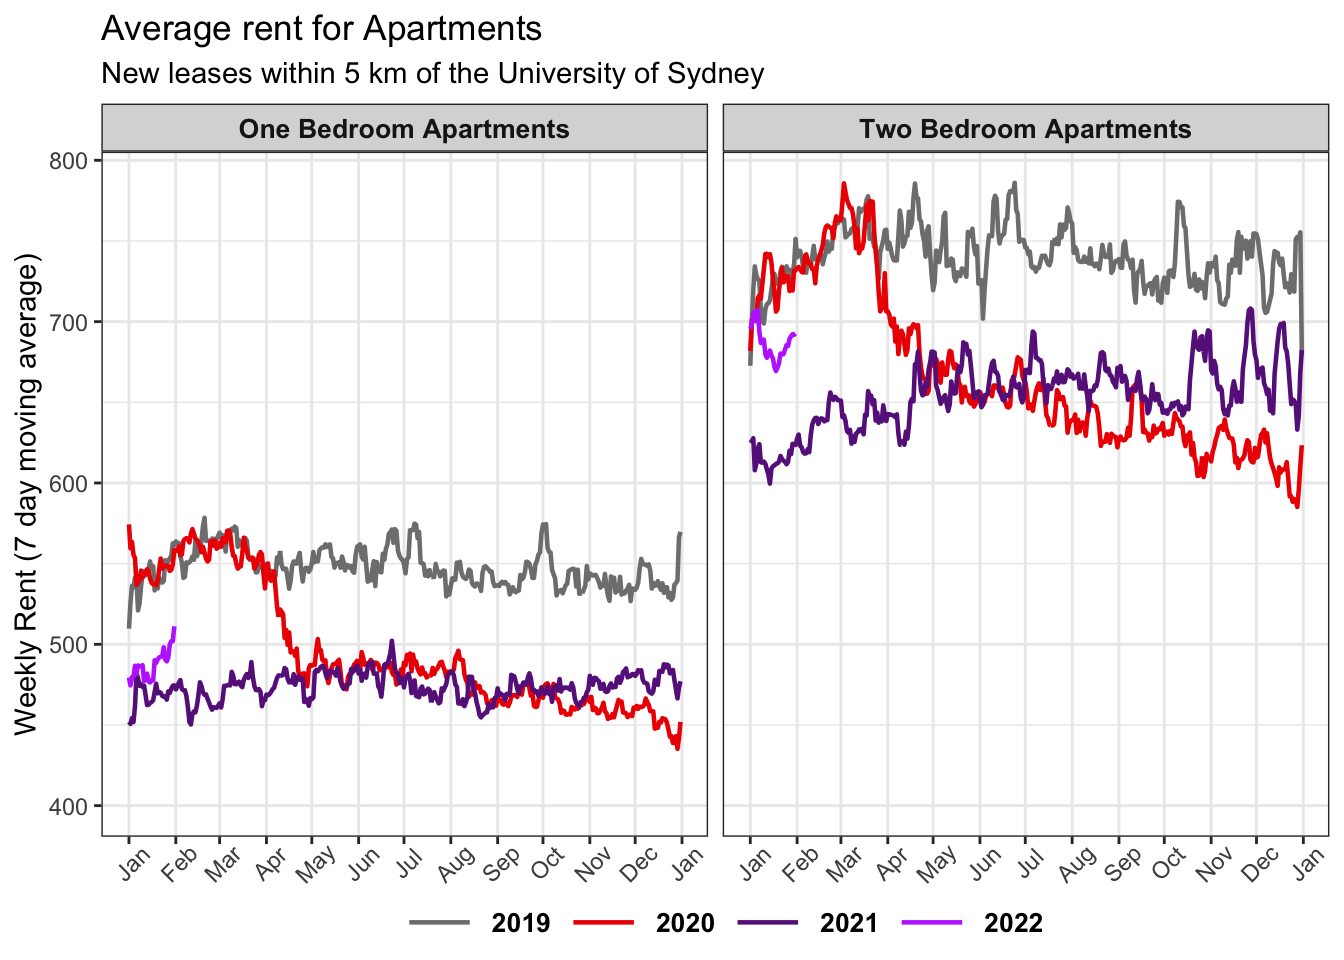 Average rent for Apartments
New leases within 5 km of the University of Sydney
One Bedroom Apartments
Two Bedroom Apartments
Weekly Rent (7 day moving average)
800
700
600
500
400
Jan Feb Mar Apr May Jun Jul Aug Sep Oct Nov Dec Jan
Jan Feb Mar Apr May Jun Jul Aug Sep Oct Nov Dec Jan
2019 2020 2021 2022